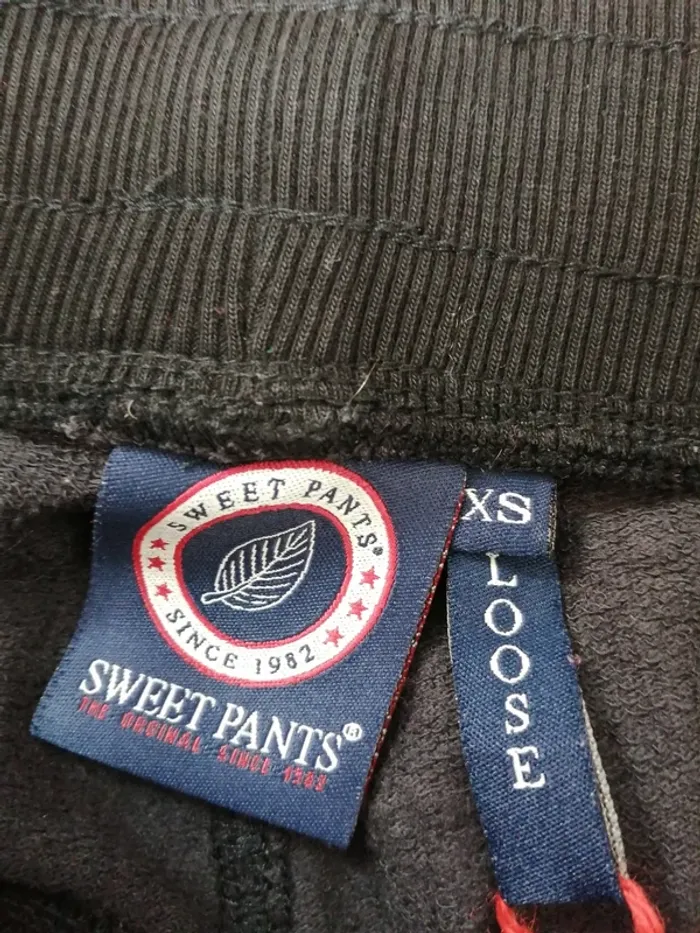 SWEET PANTS®
SINCE 1982
SWEET PANTS®
THE ORIGINAL SINCE 1982
XS
LOOSE